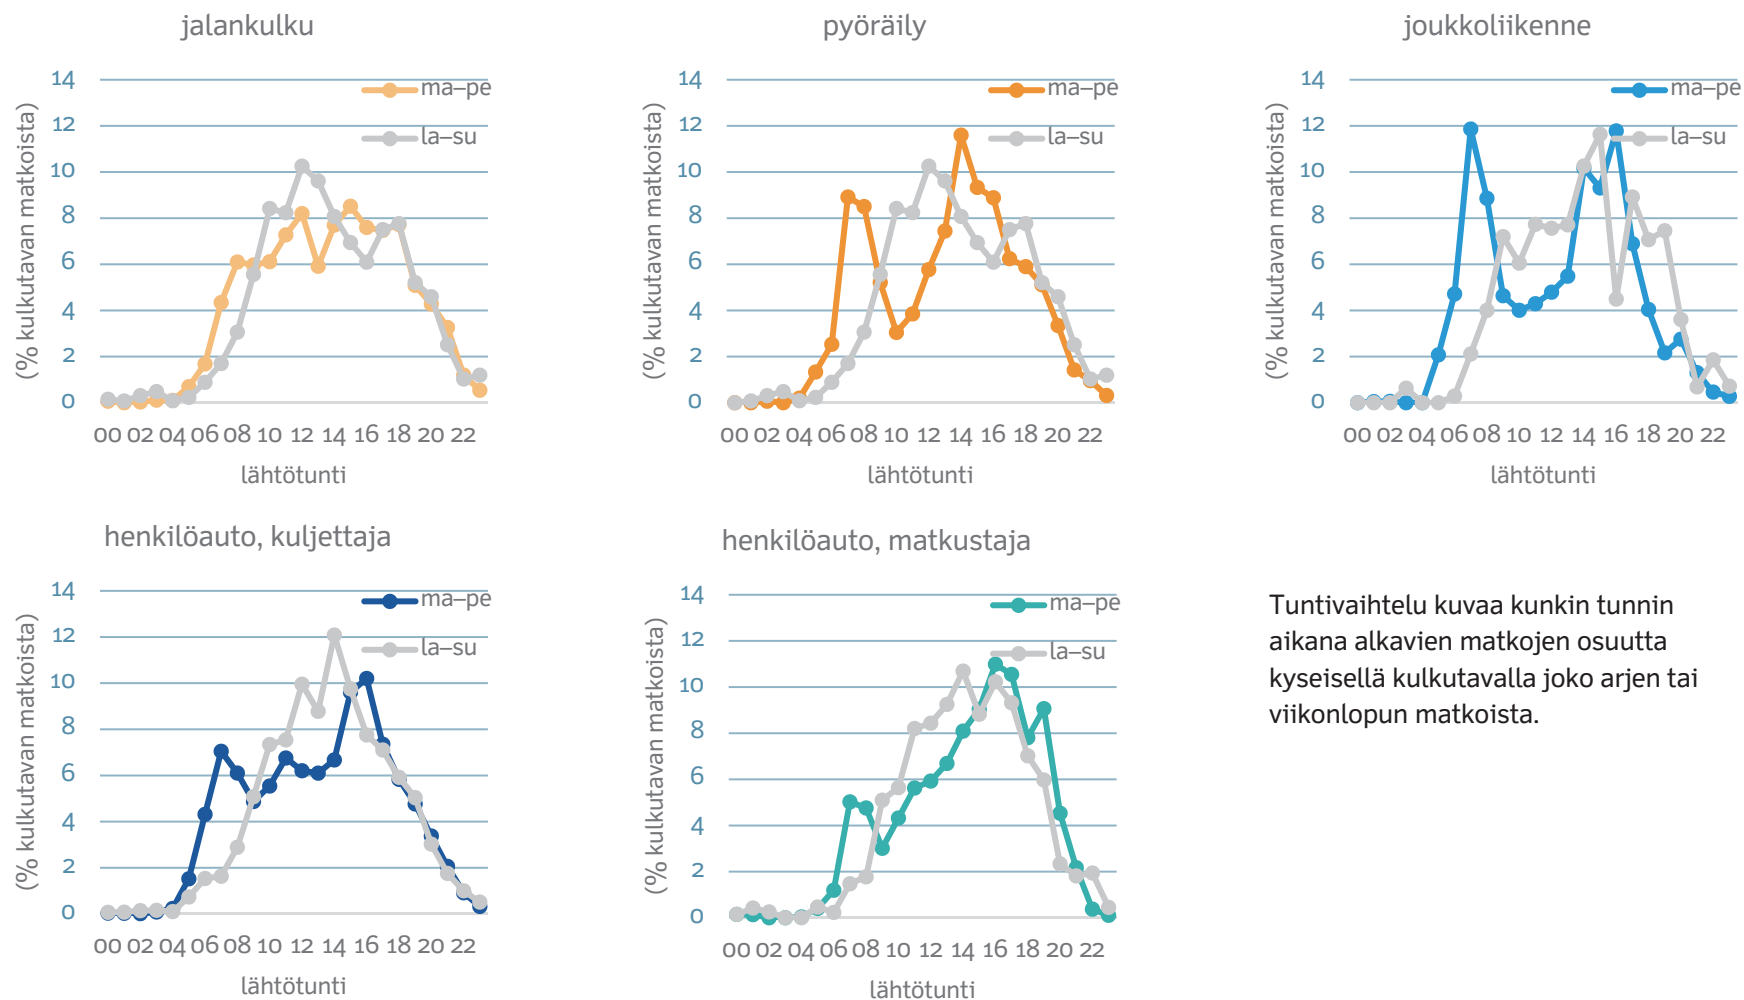 jalankulku
(% kulkutavan matkoista)
14
12
10
8
6
4
2
0
ma–pe
la–su
00 02 04 06 08 10 12 14 16 18 20 22
lähtötunti
pyöräily
(% kulkutavan matkoista)
14
12
10
8
6
4
2
0
ma–pe
la–su
00 02 04 06 08 10 12 14 16 18 20 22
lähtötunti
joukkoliikenne
(% kulkutavan matkoista)
14
12
10
8
6
4
2
0
ma–pe
la–su
00 02 04 06 08 10 12 14 16 18 20 22
lähtötunti
henkilöauto, kuljettaja
(% kulkutavan matkoista)
14
12
10
8
6
4
2
0
ma–pe
la–su
00 02 04 06 08 10 12 14 16 18 20 22
lähtötunti
henkilöauto, matkustaja
(% kulkutavan matkoista)
14
12
10
8
6
4
2
0
ma–pe
la–su
00 02 04 06 08 10 12 14 16 18 20 22
lähtötunti
Tuntivaihtelu kuvaa kunkin tunnin
aikana alkavien matkojen osuutta
kyseisellä kulkutavalla joko arjen tai
viikonlopun matkoista.